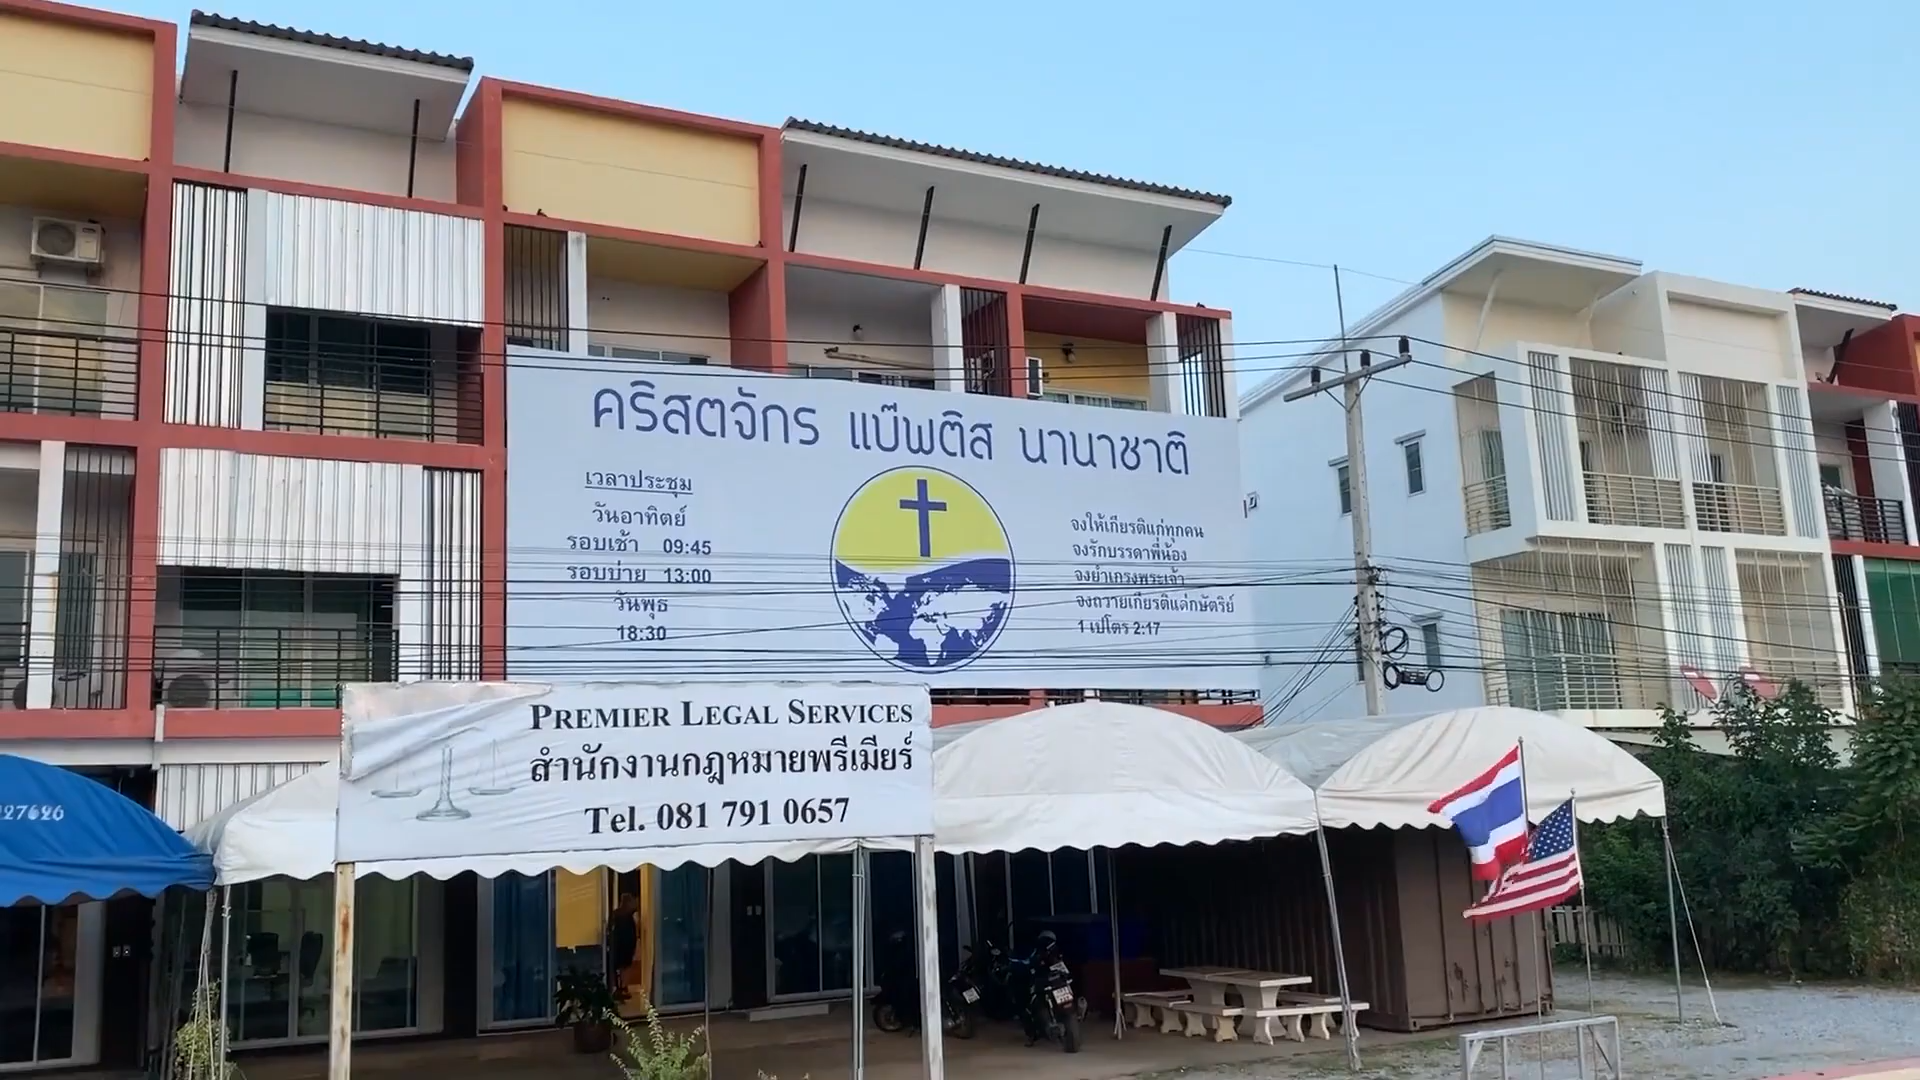 คริสตจักร แบ๊พติส นานาชาติ
เวลาประชุม
วันอาทิตย์
รอบเช้า 09:45
รอบบ่าย 13:00
วันพุธ
18:30
จงให้เกียรติแก่ทุกคน
จงรักบรรดาพี่น้อง
จงยำเกรงพระเจ้า
จงถวายเกียรติแด่กษัตริย์
1 เปโตร 2:17
PREMIER LEGAL SERVICES
สำนักงานกฎหมายพรีเมียร์
Tel. 081 791 0657
27626